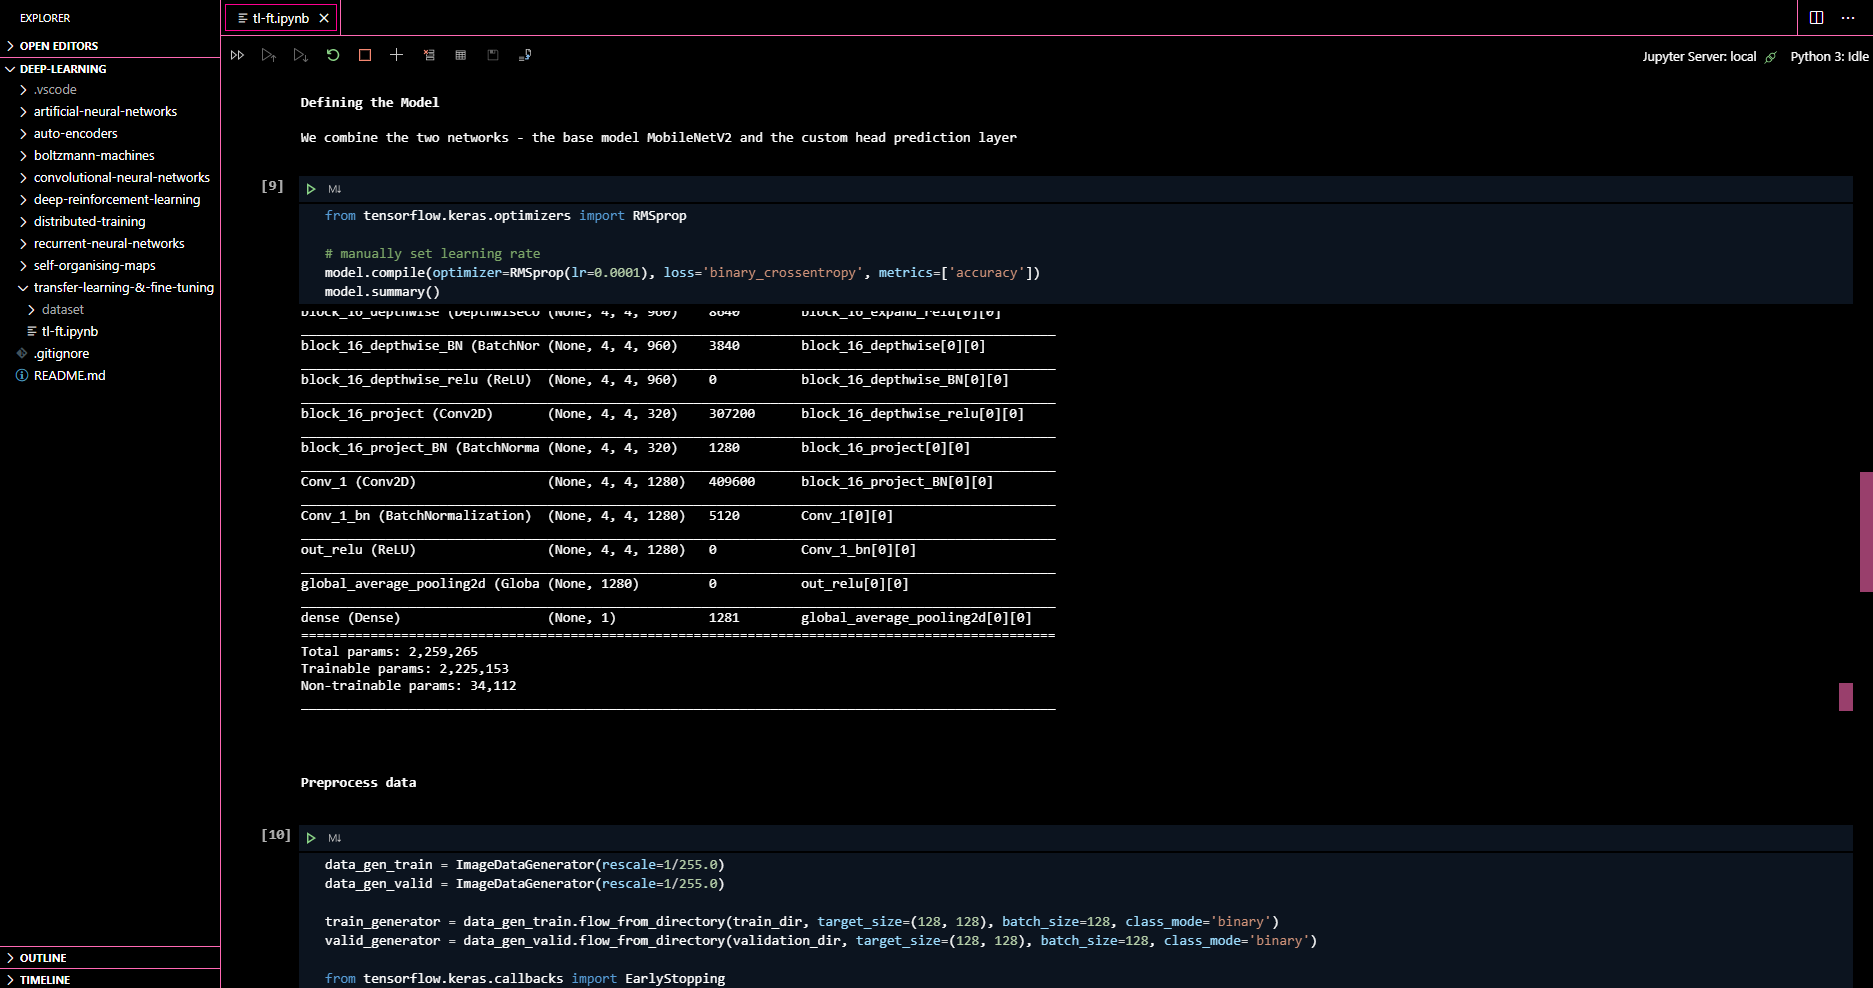 EXPLORER
OPEN EDITORS
DEEP-LEARNING
.vscode
artificial-neural-networks
auto-encoders
boltzmann-machines
convolutional-neural-networks
deep-reinforcement-learning
distributed-training
recurrent-neural-networks
self-organising-maps
transfer-learning-&-fine-tuning
dataset
tl-ft.ipynb
.gitignore
README.md
OUTLINE
TIMELINE
tl-ft.ipynb
Jupyter Server: local Python 3: Idle
Defining the Model
We combine the two networks - the base model MobileNetV2 and the custom head prediction layer
[9]
M↓
from tensorflow.keras.optimizers import RMSprop
# manually set learning rate
model.compile(optimizer=RMSprop(lr=0.0001), loss='binary_crossentropy', metrics=['accuracy'])
model.summary()
block_16_depthwise (DepthwiseCo (None, 4, 4, 960) 8640 block_16_expand_relu[0][0]
block_16_depthwise_BN (BatchNor (None, 4, 4, 960) 3840 block_16_depthwise[0][0]
block_16_depthwise_relu (ReLU) (None, 4, 4, 960) 0 block_16_depthwise_BN[0][0]
block_16_project (Conv2D) (None, 4, 4, 320) 307200 block_16_depthwise_relu[0][0]
block_16_project_BN (BatchNorma (None, 4, 4, 320) 1280 block_16_project[0][0]
Conv_1 (Conv2D) (None, 4, 4, 1280) 409600 block_16_project_BN[0][0]
Conv_1_bn (BatchNormalization) (None, 4, 4, 1280) 5120 Conv_1[0][0]
out_relu (ReLU) (None, 4, 4, 1280) 0 Conv_1_bn[0][0]
global_average_pooling2d (Globa (None, 1280) 0 out_relu[0][0]
dense (Dense) (None, 1) 1281 global_average_pooling2d[0][0]
Total params: 2,259,265
Trainable params: 2,225,153
Non-trainable params: 34,112
Preprocess data
[10]
M↓
data_gen_train = ImageDataGenerator(rescale=1/255.0)
data_gen_valid = ImageDataGenerator(rescale=1/255.0)
train_generator = data_gen_train.flow_from_directory(train_dir, target_size=(128, 128), batch_size=128, class_mode='binary')
valid_generator = data_gen_valid.flow_from_directory(validation_dir, target_size=(128, 128), batch_size=128, class_mode='binary')
from tensorflow.keras.callbacks import EarlyStopping